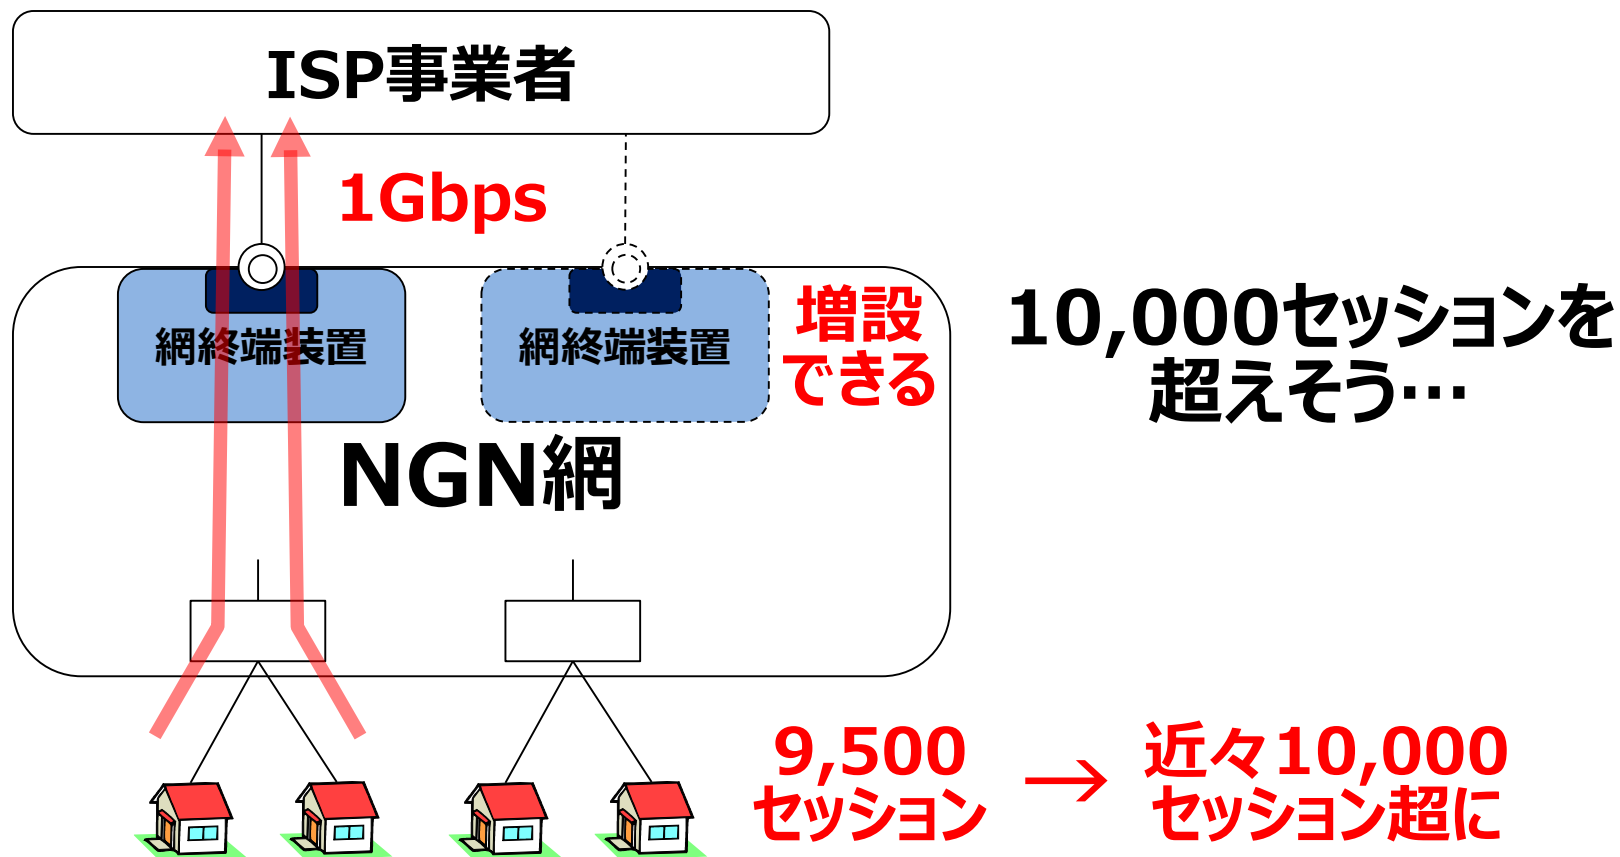 ISP事業者
1Gbps
網終端装置
網終端装置
増設
できる
10,000セッションを
超えそう…
NGN網
9,500
セッション
→
近々10,000
セッション超に